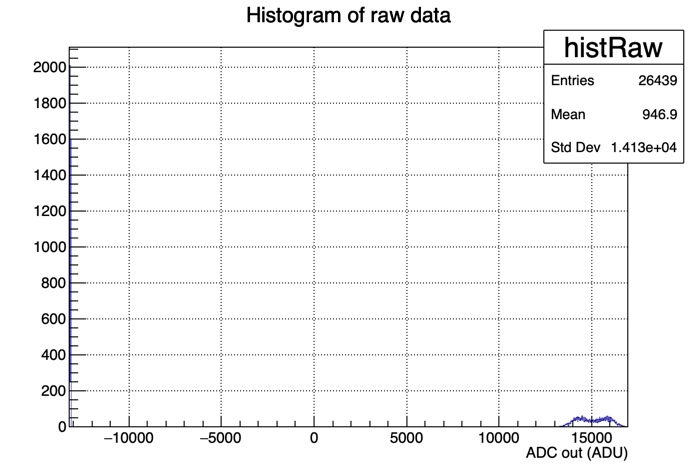 Histogram of raw data
histRaw
Entries 26439
Mean 946.9
Std Dev 1.413e+04
2000
1800
1600
1400
1200
1000
800
600
400
200
0
−10000 −5000 0 5000 10000 15000
ADC out (ADU)